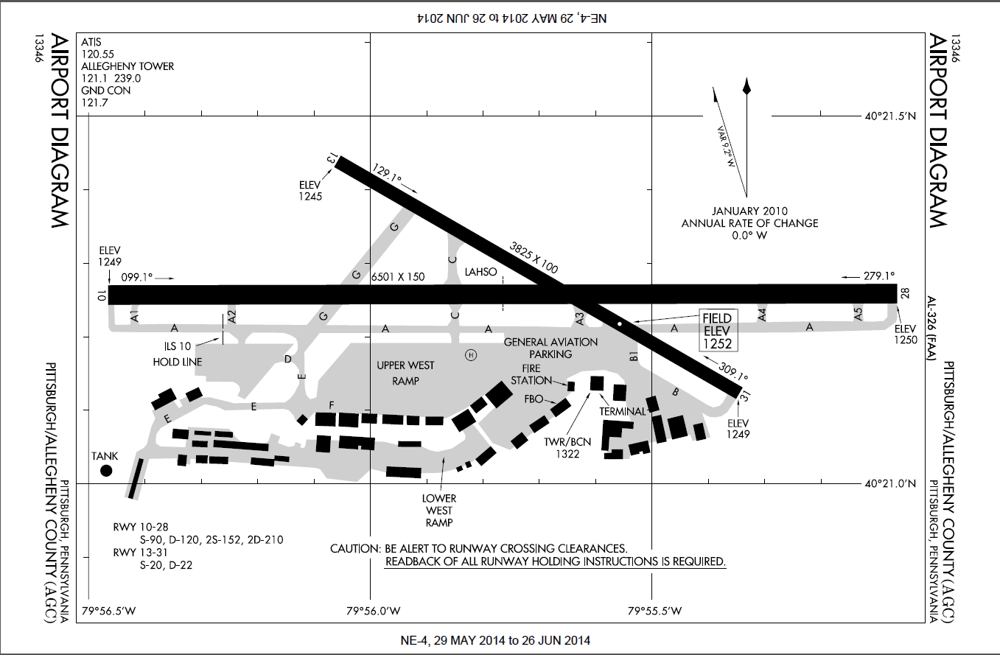 NE-4, 29 MAY 2014 to 26 JUN 2014
13346
AIRPORT DIAGRAM
PITTSBURGH/ALLEGHENY COUNTY (AGC)
PITTSBURGH, PENNSYLVANIA
ATIS
120.55
ALLEGHENY TOWER
121.1 239.0
GND CON
121.7
13346
AIRPORT DIAGRAM
AL-326 (FAA)
PITTSBURGH/ALLEGHENY COUNTY (AGC)
PITTSBURGH, PENNSYLVANIA
40°21.5'N
VAR 9.2° W
JANUARY 2010
ANNUAL RATE OF CHANGE
0.0° W
13
129.1°
ELEV
1245
G
G
G
C
C
3825 X 100
LAHSO
ELEV
1249
099.1°
10
6501 X 150
279.1°
28
ELEV
1250
A1
A2
A3
A4
A5
A
A
A
A
A
ILS 10
HOLD LINE
D
E
UPPER WEST
RAMP
H
GENERAL AVIATION
PARKING
FIELD
ELEV
1252
B1
B
309.1°
31
ELEV
1249
FIRE
STATION
FBO
TERMINAL
TWR/BCN
1322
E
E
F
TANK
LOWER
WEST
RAMP
40°21.0'N
RWY 10-28
S-90, D-120, 2S-152, 2D-210
RWY 13-31
S-20, D-22
CAUTION: BE ALERT TO RUNWAY CROSSING CLEARANCES.
READBACK OF ALL RUNWAY HOLDING INSTRUCTIONS IS REQUIRED.
79°56.5'W
79°56.0'W
79°55.5'W
NE-4, 29 MAY 2014 to 26 JUN 2014